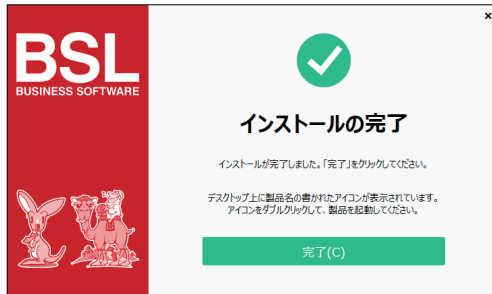 BSL
BUSINESS SOFTWARE
×
インストールの完了
インストールが完了しました。「完了」をクリックしてください。
デスクトップ上に製品名の書かれたアイコンが表示されています。
アイコンをダブルクリックして、製品を起動してください。
完了(C)